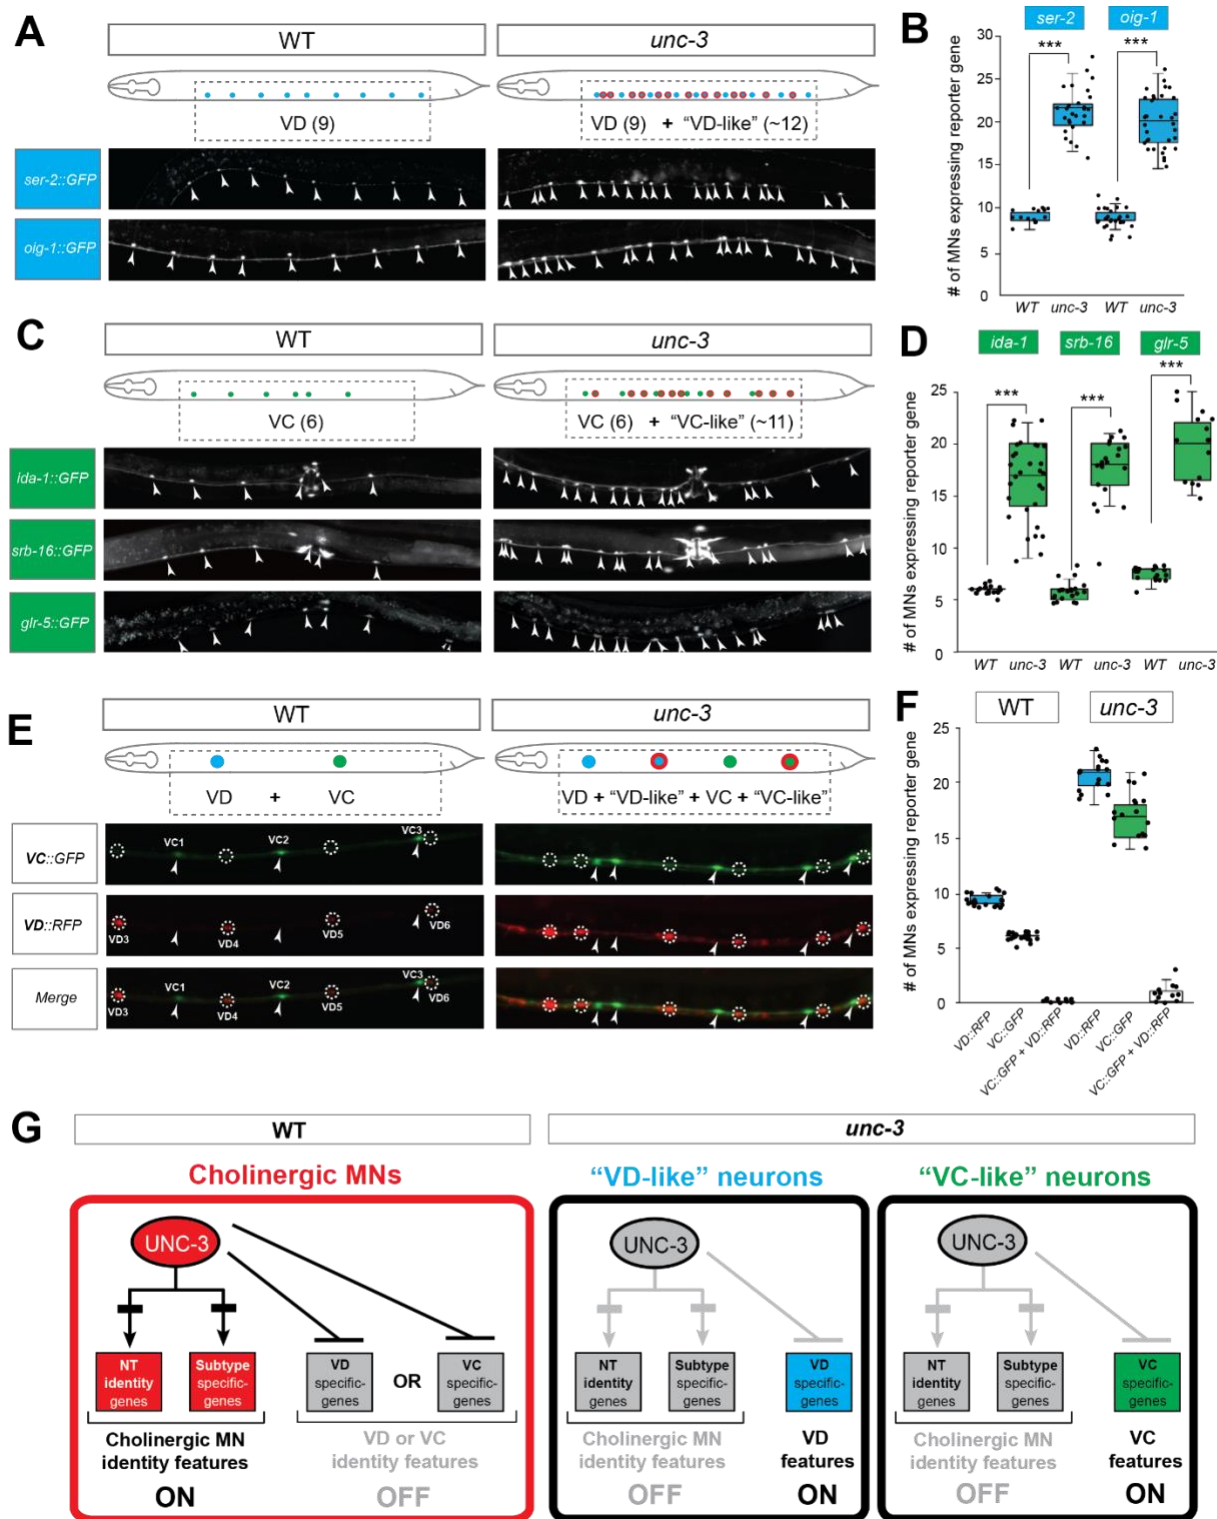 A
WT
unc-3
VD (9)
VD (9) + “VD-like” (~12)
ser-2::GFP
oig-1::GFP
B
ser-2
oig-1
# of MNs expressing reporter gene
30
25
20
15
10
5
0
***
***
WT
unc-3
WT
unc-3
C
WT
unc-3
VC (6)
VC (6) + “VC-like” (~11)
ida-1::GFP
srb-16::GFP
glr-5::GFP
D
ida-1
srb-16
glr-5
# of MNs expressing reporter gene
25
20
15
10
5
0
***
***
***
WT
unc-3
WT
unc-3
WT
unc-3
E
WT
unc-3
VD + VC
VD + “VD-like” + VC + “VC-like”
VC::GFP
VC1
VC2
VC3
VD::RFP
VD3
VD4
VD5
VD6
Merge
VD3
VC1
VD4
VC2
VD5
VC3
VD6
F
WT
unc-3
# of MNs expressing reporter gene
25
20
15
10
5
0
VD::RFP
VC::GFP
VC::GFP + VD::RFP
VD::RFP
VC::GFP
VC::GFP + VD::RFP
G
WT
unc-3
Cholinergic MNs
UNC-3
NT
identity
genes
Subtype
specific-
genes
VD
specific-
genes
OR
VC
specific-
genes
Cholinergic MN
identity features
ON
VD or VC
identity features
OFF
“VD-like” neurons
UNC-3
NT
identity
genes
Subtype
specific-
genes
VD
specific-
genes
Cholinergic MN
identity features
OFF
VD
features
ON
“VC-like” neurons
UNC-3
NT
identity
genes
Subtype
specific-
genes
VC
specific-
genes
Cholinergic MN
identity features
OFF
VC
features
ON